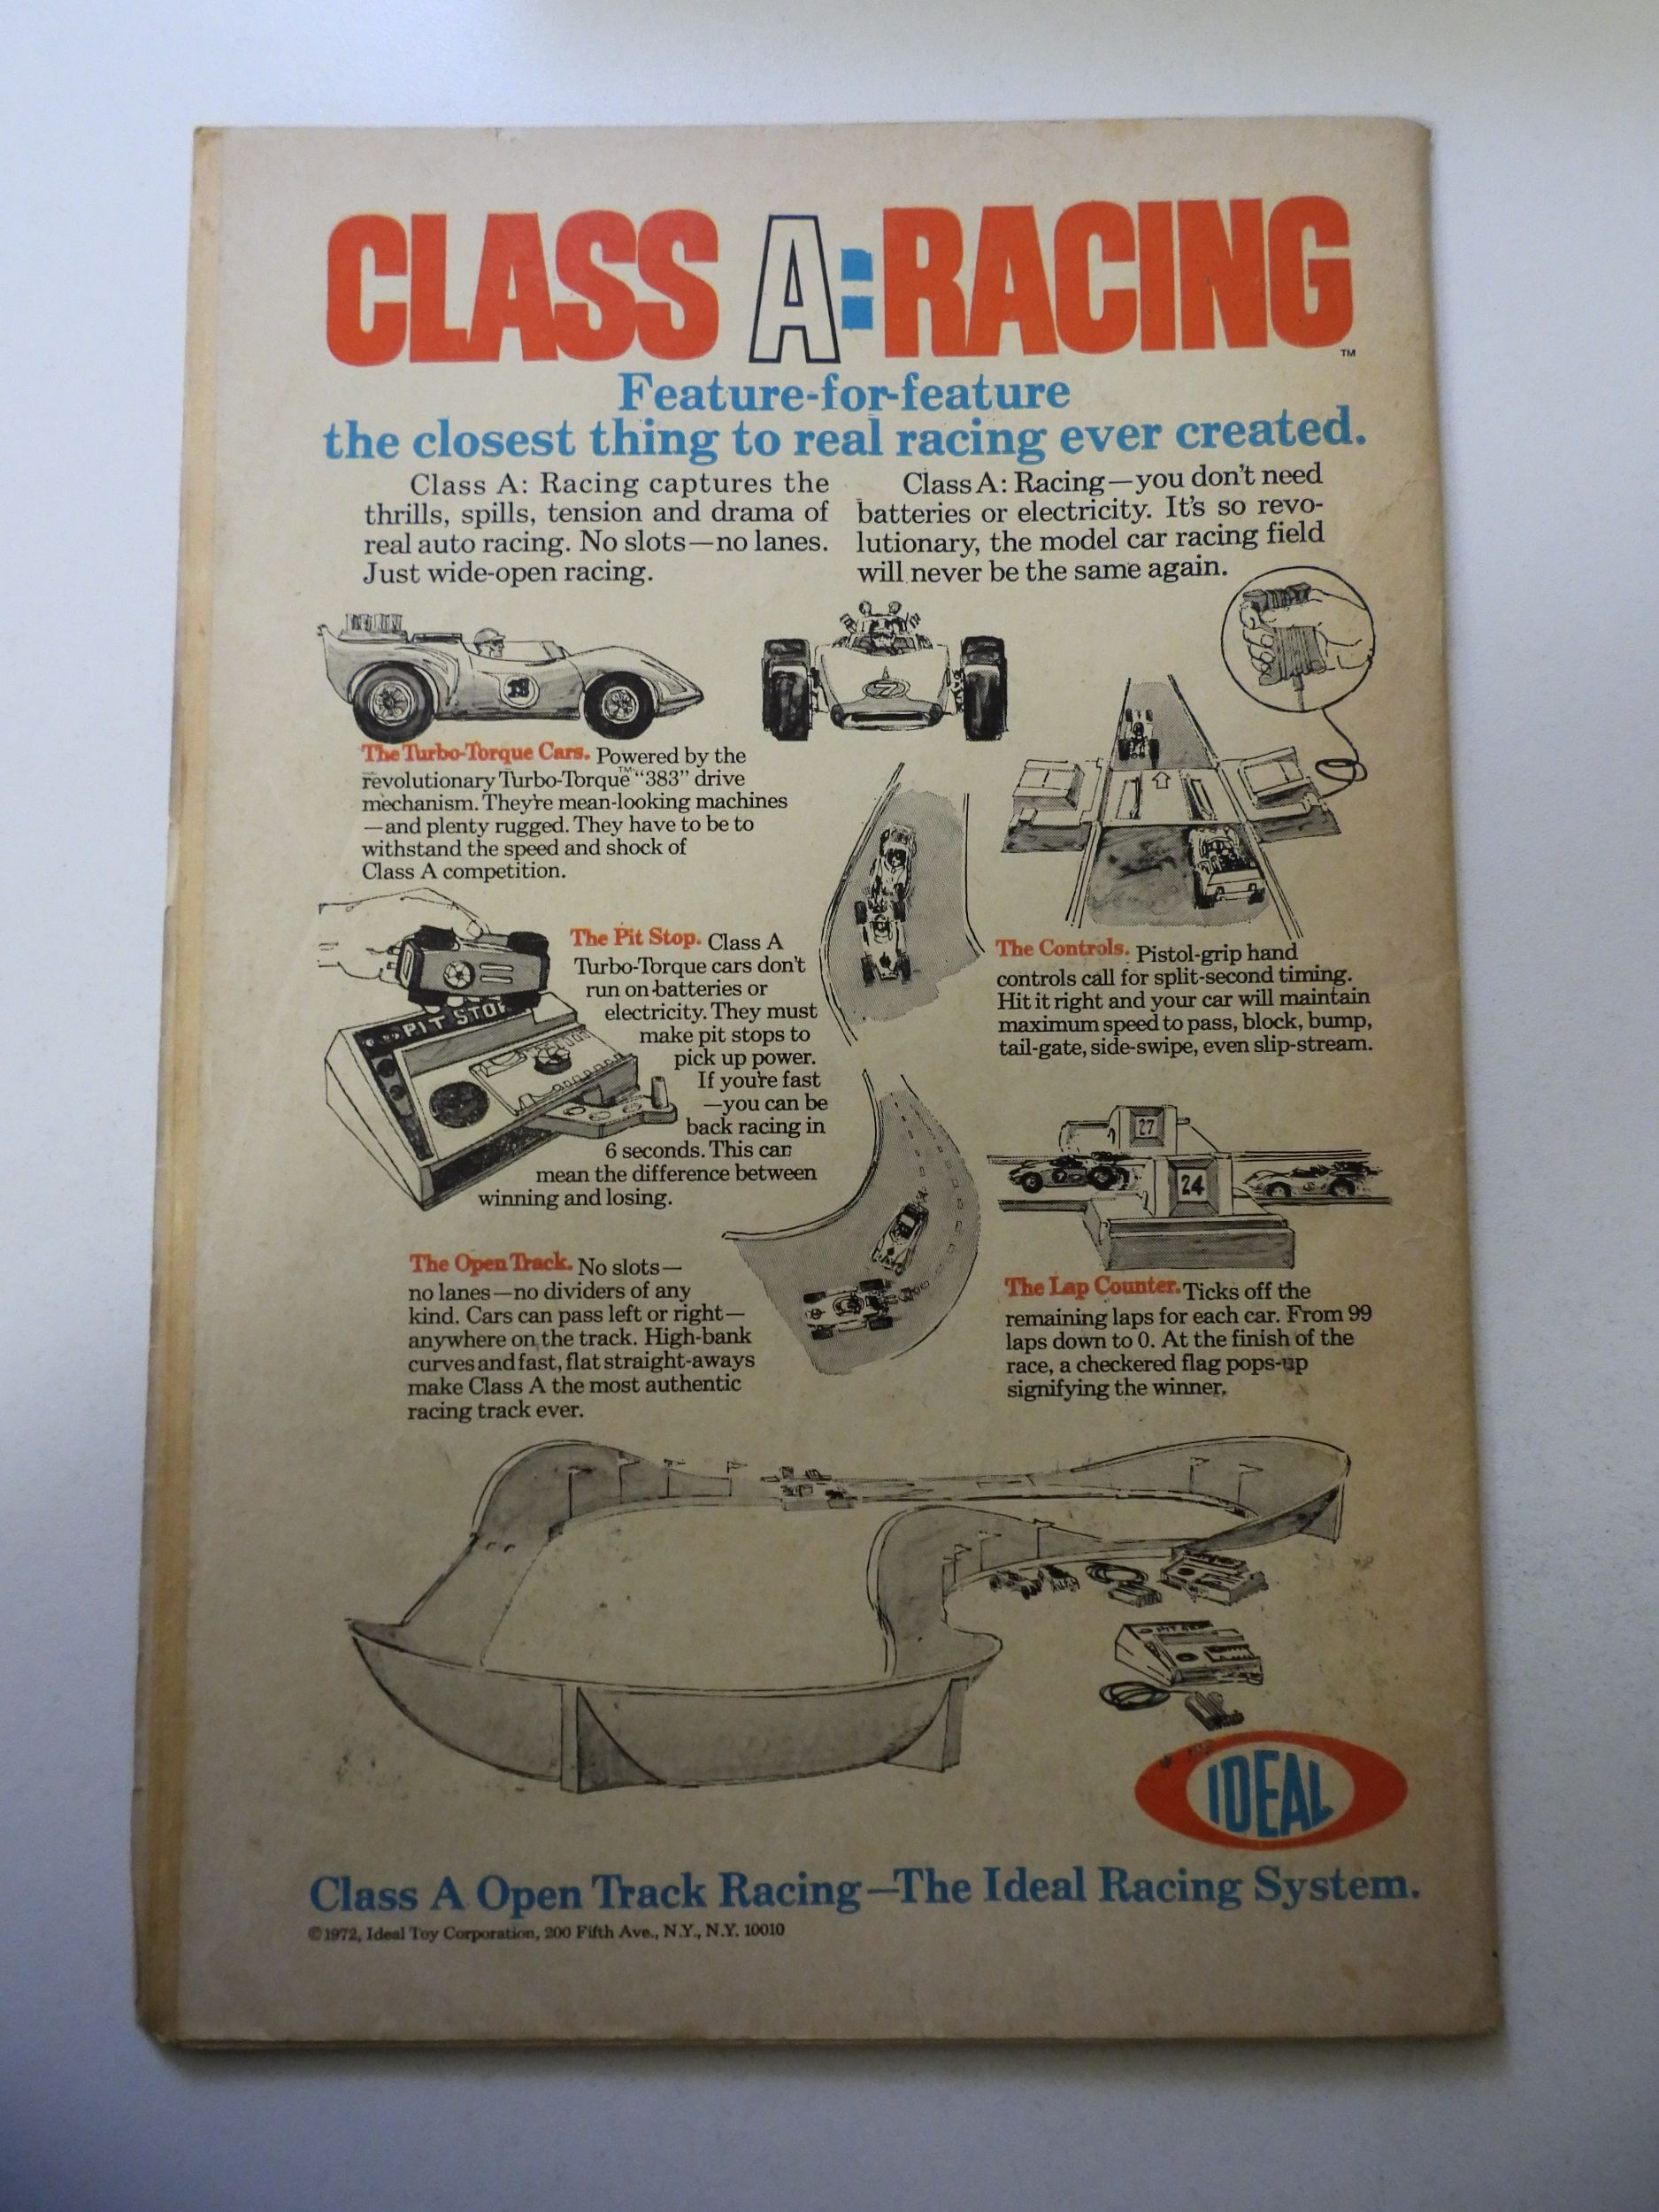 CLASS A:RACING
™
Feature-for-feature
the closest thing to real racing ever created.
Class A: Racing captures the
thrills, spills, tension and drama of
real auto racing. No slots—no lanes.
Just wide-open racing.
Class A: Racing—you don't need
batteries or electricity. It's so revo-
lutionary, the model car racing field
will never be the same again.
The Turbo-Torque Cars. Powered by the
revolutionary Turbo-Torque™ "383" drive
mechanism. They're mean-looking machines
—and plenty rugged. They have to be to
withstand the speed and shock of
Class A competition.
The Pit Stop. Class A
Turbo-Torque cars don't
run on batteries or
electricity. They must
make pit stops to
pick up power.
If you're fast
—you can be
back racing in
6 seconds. This can
mean the difference between
winning and losing.
PIT STOP
The Controls. Pistol-grip hand
controls call for split-second timing.
Hit it right and your car will maintain
maximum speed to pass, block, bump,
tail-gate, side-swipe, even slip-stream.
27
24
The Open Track. No slots—
no lanes—no dividers of any
kind. Cars can pass left or right—
anywhere on the track. High-bank
curves and fast, flat straight-aways
make Class A the most authentic
racing track ever.
The Lap Counter. Ticks off the
remaining laps for each car. From 99
laps down to 0. At the finish of the
race, a checkered flag pops-up
signifying the winner.
IDEAL
Class A Open Track Racing—The Ideal Racing System.
©1972, Ideal Toy Corporation, 200 Fifth Ave., N.Y., N.Y. 10010